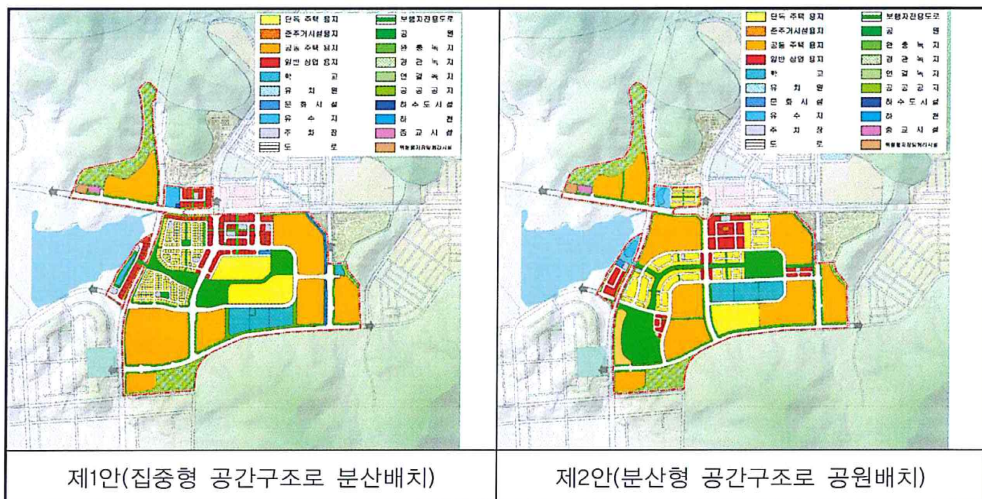 단독 주택 용지
준주거시설용지
공동 주택 용지
일반 상업 용지
학 교
유 치 원
문 화 시 설
유 수 지
주 차 장
도 로
보행자전용도로
공 원
완 충 녹 지
경 관 녹 지
연 결 녹 지
공 공 공 지
하수도시설
하 천
종교시설
단독 주택 용지
준주거시설용지
공동 주택 용지
일반 상업 용지
학 교
유 치 원
문 화 시 설
유 수 지
주 차 장
도 로
보행자전용도로
공 원
완 충 녹 지
경 관 녹 지
연 결 녹 지
공 공 공 지
하수도시설
하 천
종교시설
제1안(집중형 공간구조로 분산배치)
제2안(분산형 공간구조로 공원배치)